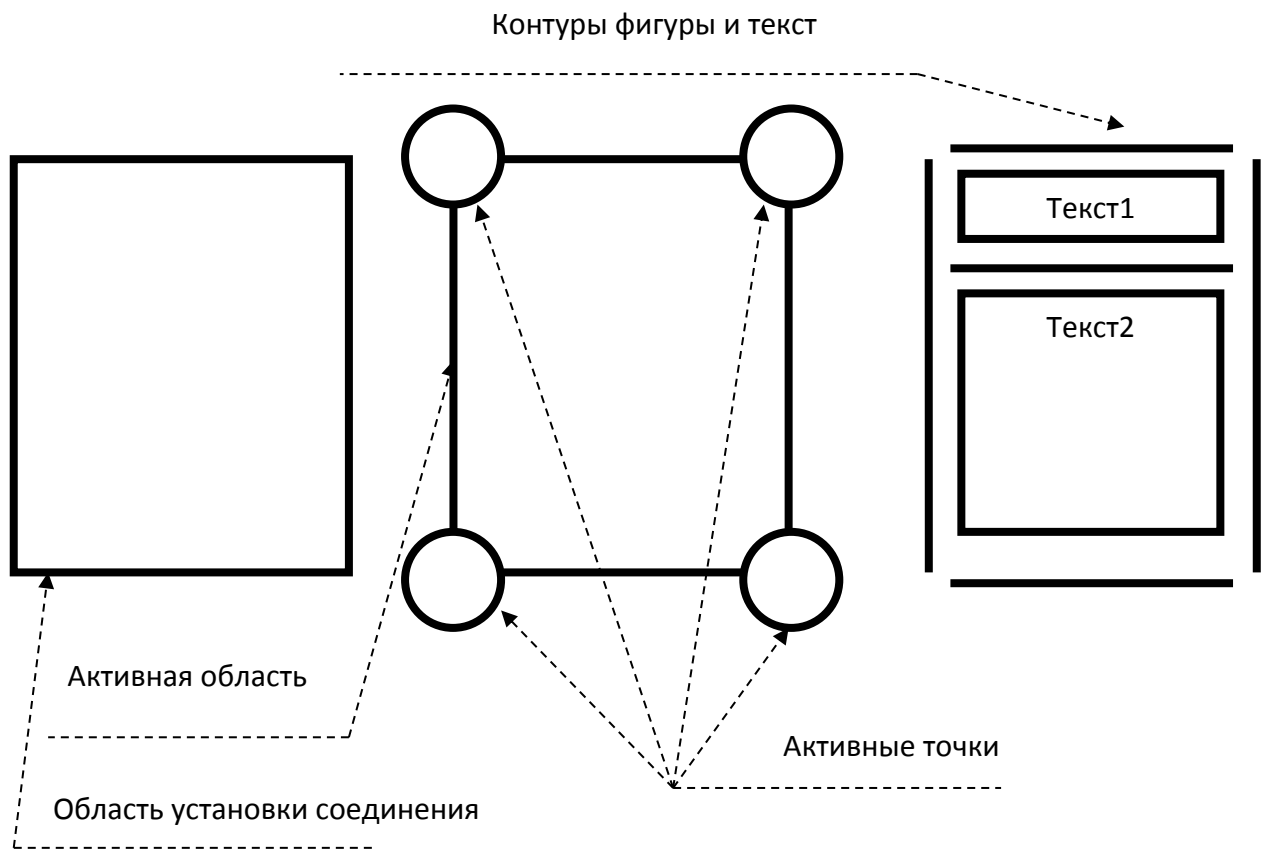 Контуры фигуры и текст
Текст1
Текст2
Активная область
Активные точки
Область установки соединения